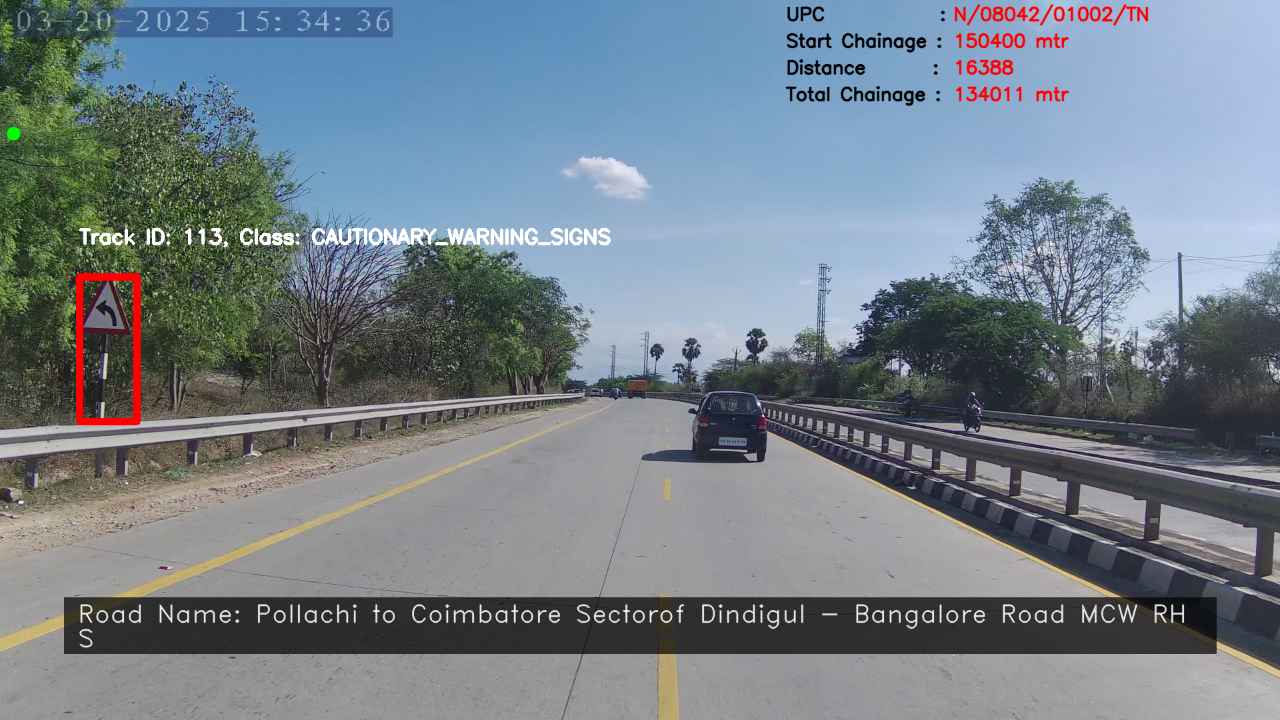 03-20-2025 15:34:36
UPC : N/08042/01002/TN
Start Chainage : 150400 mtr
Distance : 16388
Total Chainage : 134011 mtr
Track ID: 113, Class: CAUTIONARY_WARNING_SIGNS
Road Name: Pollachi to Coimbatore Sectorof Dindigul - Bangalore Road MCW RH
S